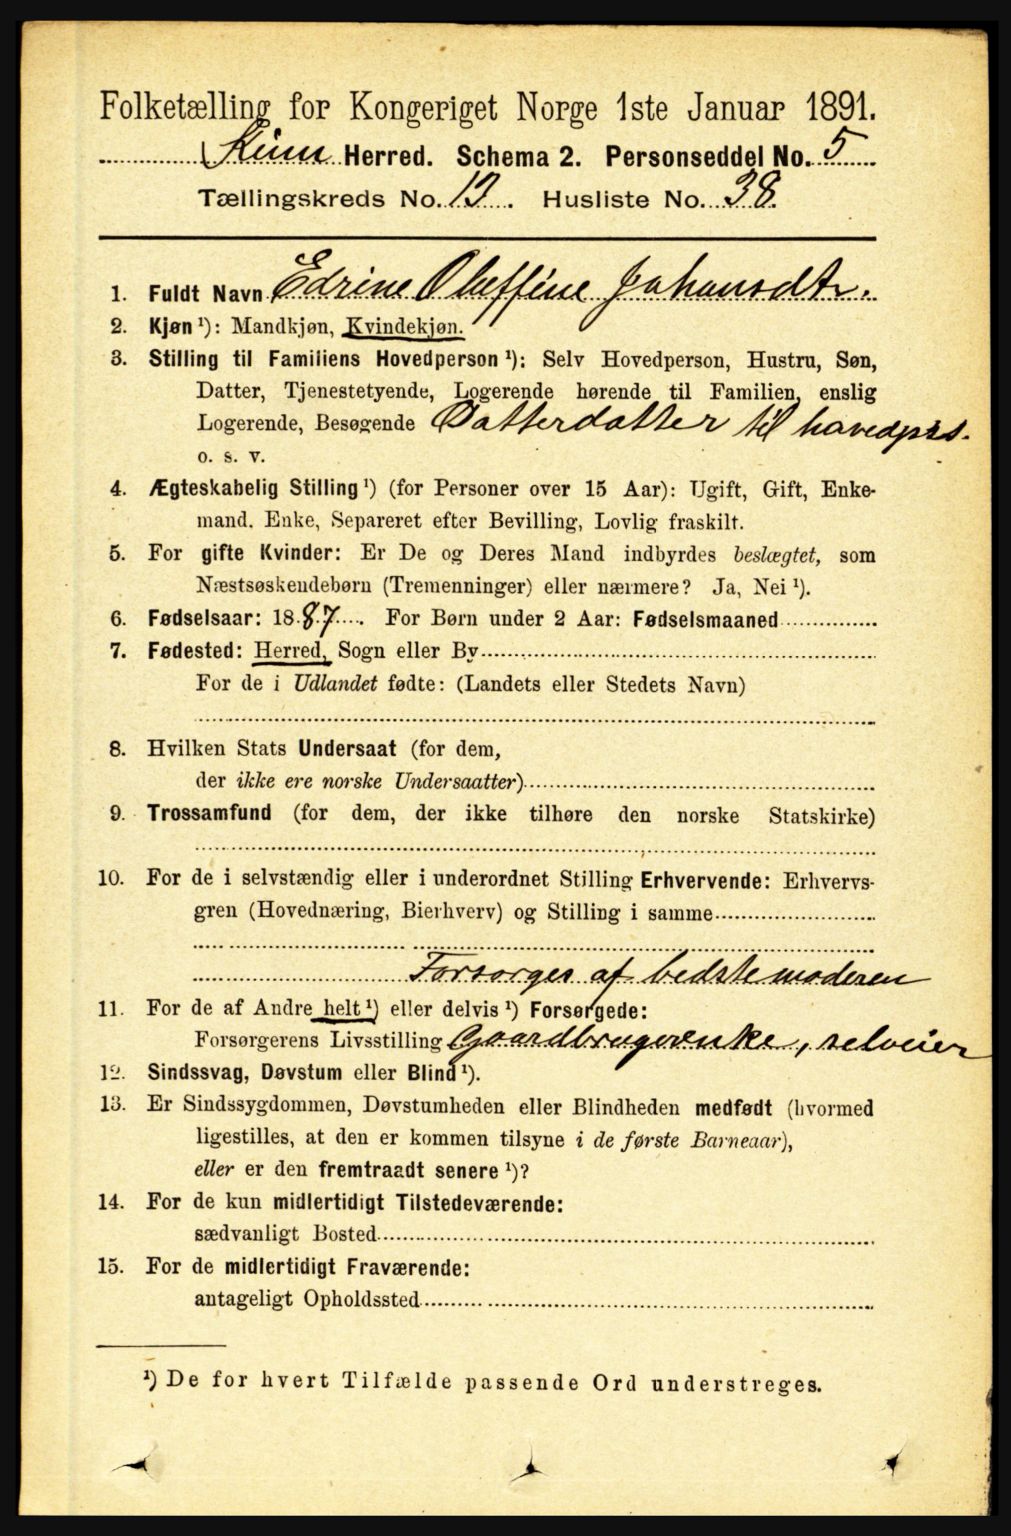 Folketælling for Kongeriget Norge 1ste Januar 1891.
Kinn Herred. Schema 2. Personseddel No. 5
Tællingskreds No. 13. Husliste No. 38.
1. Fuldt Navn Edrine Oleffine Johansdtr.
2. Kjøn ¹): Mandkjøn, Kvindekjøn.
3. Stilling til Familiens Hovedperson ¹): Selv Hovedperson, Hustru, Søn,
Datter, Tjenestetyende, Logerende hørende til Familien, enslig
Logerende, Besøgende Datterdatter til hovedprs.
o. s. v.
4. Ægteskabelig Stilling ¹) (for Personer over 15 Aar): Ugift, Gift, Enke-
mand, Enke, Separeret efter Bevilling, Lovlig fraskilt.
5. For gifte Kvinder: Er De og Deres Mand indbyrdes beslægtet, som
Næstsøskendebørn (Tremenninger) eller nærmere? Ja, Nei ¹).
6. Fødselsaar: 1887. For Børn under 2 Aar: Fødselsmaaned
7. Fødested: Herred, Sogn eller By
For de i Udlandet fødte: (Landets eller Stedets Navn)
8. Hvilken Stats Undersaat (for dem,
der ikke ere norske Undersaatter)
9. Trossamfund (for dem, der ikke tilhøre den norske Statskirke)
10. For de i selvstændig eller i underordnet Stilling Erhvervende: Erhvervs-
gren (Hovednæring, Bierhverv) og Stilling i samme
Forsorges af bedstemoderen
11. For de af Andre helt ¹) eller delvis ¹) Forsørgede:
Forsørgerens Livsstilling Gaardbrugerenke, selveier
12. Sindssvag, Døvstum eller Blind ¹).
13. Er Sindssygdommen, Døvstumheden eller Blindheden medfødt (hvormed
ligestilles, at den er kommen tilsyne i de første Barneaar),
eller er den fremtraadt senere ¹)?
14. For de kun midlertidigt Tilstedeværende:
sædvanligt Bosted
15. For de midlertidigt Fraværende:
antageligt Opholdssted
¹) De for hvert Tilfælde passende Ord understreges.